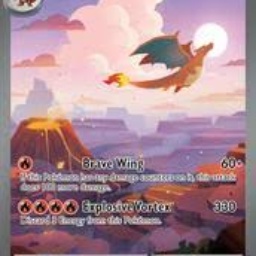 Brave Wing 60+
If this Pokémon has any damage counters on it, this attack
does 100 more damage.
Explosive Vortex 330
Discard 3 Energy from this Pokémon.